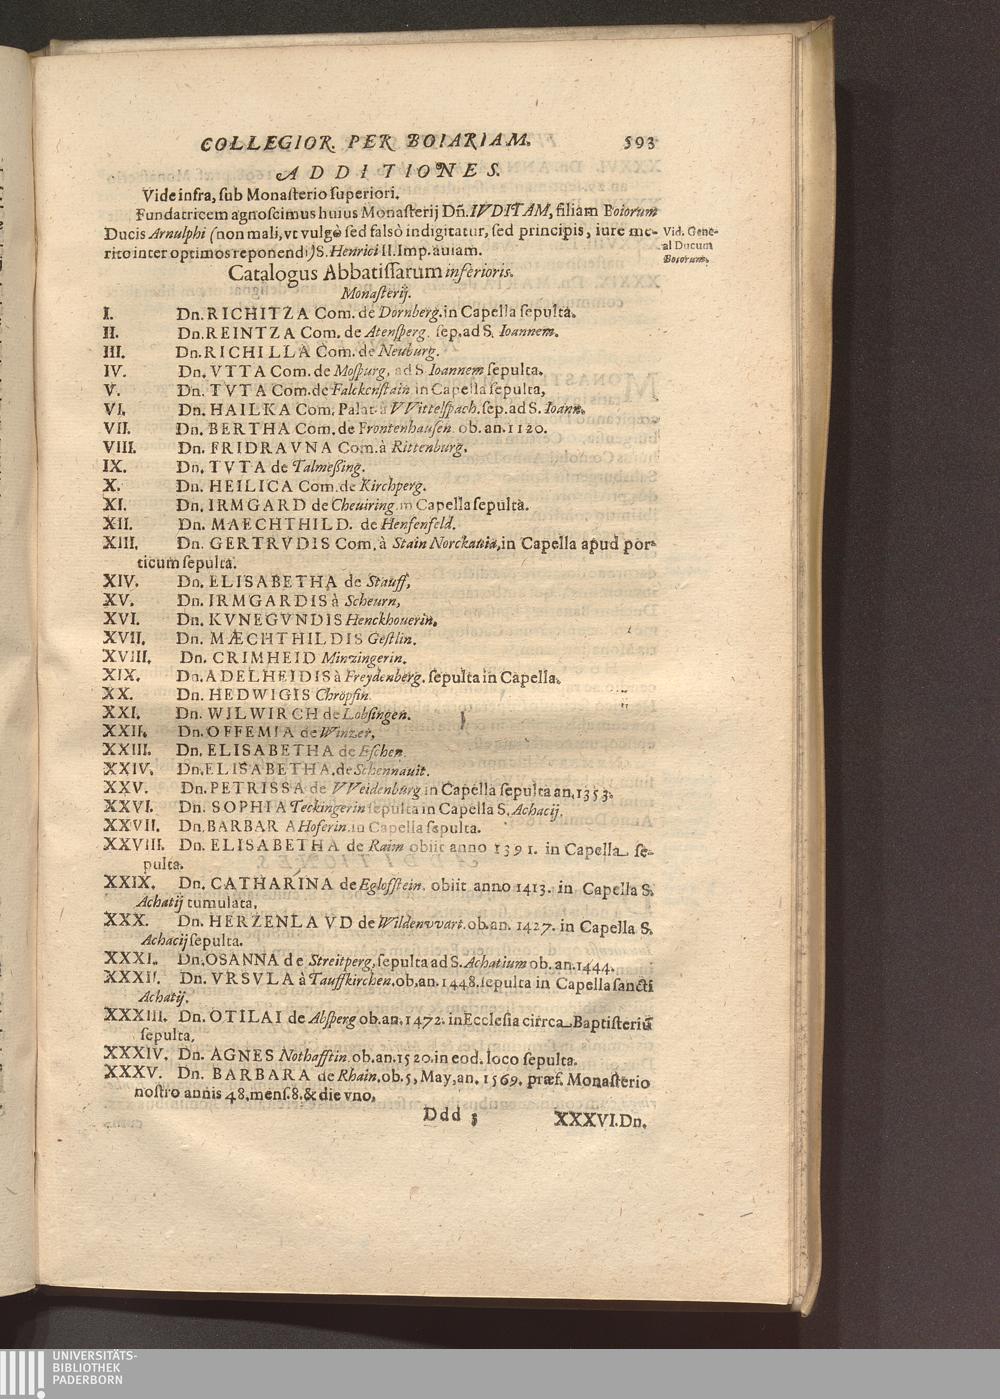 COLLEGIOR. PER BOIARIAM. 593
ADDITIONES.
Vide infra, sub Monasterio superiori.
Fundatricem agnoscimus huius Monasterij Dñ. IVDITAM, filiam Boiorum
Ducis Arnulphi (non mali, vt vulgò sed falsò indigitatur, sed principis, iure me-
rito inter optimos reponendi) S. Henrici II. Imp. auiam.
Vid. Gene-
al Ducum
Boiorum.
Catalogus Abbatissarum inferioris.
Monasterij.
I. Dn. RICHITZA Com. de Dornberg. in Capella sepulta.
II. Dn. REINTZA Com. de Atensperg. sep. ad S. Ioannem.
III. Dn. RICHILLA Com. de Neuburg.
IV. Dn. VTTA Com. de Mospurg, ad S Ioannem sepulta.
V. Dn. TVTA Com. de Falckenstain in Capella sepulta,
VI. Dn. HAILKA Com. Palat. à VVittelspach. sep. ad S. Ioann.
VII. Dn. BERTHA Com. de Frontenhausen. ob. an. 1120.
VIII. Dn. FRIDRAVNA Com. à Rittenburg.
IX. Dn. TVTA de Talmeßing.
X. Dn. HEILICA Com. de Kirchperg.
XI. Dn. IRMGARD de Cheuiring. in Capella sepulta.
XII. Dn. MAECHTHILD. de Hensenfeld.
XIII. Dn. GERTRVDIS Com. à Stain Norckauia, in Capella apud por-
ticum sepulta.
XIV. Dn. ELISABETHA de Stauff,
XV. Dn. IRMGARDIS à Scheurn,
XVI. Dn. KVNEGVNDIS Henckhouerin.
XVII. Dn. MÆCHTHILDIS Gestlin.
XVIII. Dn. CRIMHEID Minzingerin.
XIX. Dn. ADELHEIDIS à Freydenberg. sepulta in Capella.
XX. Dn. HEDWIGIS Chropfin
XXI. Dn. WILWIRCH de Lobsingen.
XXII. Dn. OFFEMIA de Winzer,
XXIII. Dn. ELISABETHA de Eschen.
XXIV. Dn. ELISABETHA. de Schennauit.
XXV. Dn. PETRISSA de VVeidenburg in Capella sepulta an. 1353.
XXVI. Dn. SOPHIA Teckingerin sepulta in Capella S. Achacij.
XXVII. Dn. BARBARA Hoferin. in Capella sepulta.
XXVIII. Dn. ELISABETHA de Raim obiit anno 1391. in Capella se-
pulta.
XXIX. Dn. CATHARINA de Eglofstein. obiit anno 1413. in Capella S.
Achatij tumulata,
XXX. Dn. HERZENLAVD de Wildenvvart. ob. an. 1427. in Capella S.
Achacij sepulta.
XXXI. Dn. OSANNA de Streitperg, sepulta ad S. Achatium ob. an. 1444.
XXXII. Dn. VRSVLA à Tauffkirchen. ob. an. 1448. sepulta in Capella sancti
Achatij.
XXXIII. Dn. OTILAI de Absperg ob. an. 1472. in Ecclesia cirrca Baptisteriũ
sepulta.
XXXIV. Dn. AGNES Nothafftin. ob. an. 1520. in eod. loco sepulta.
XXXV. Dn. BARBARA de Rhain. ob. 5. May, an. 1569. præf. Monasterio
nostro annis 48. mens. 8. & die vno.
Ddd 3 XXXVI. Dn.
UNIVERSITÄTS-
BIBLIOTHEK
PADERBORN